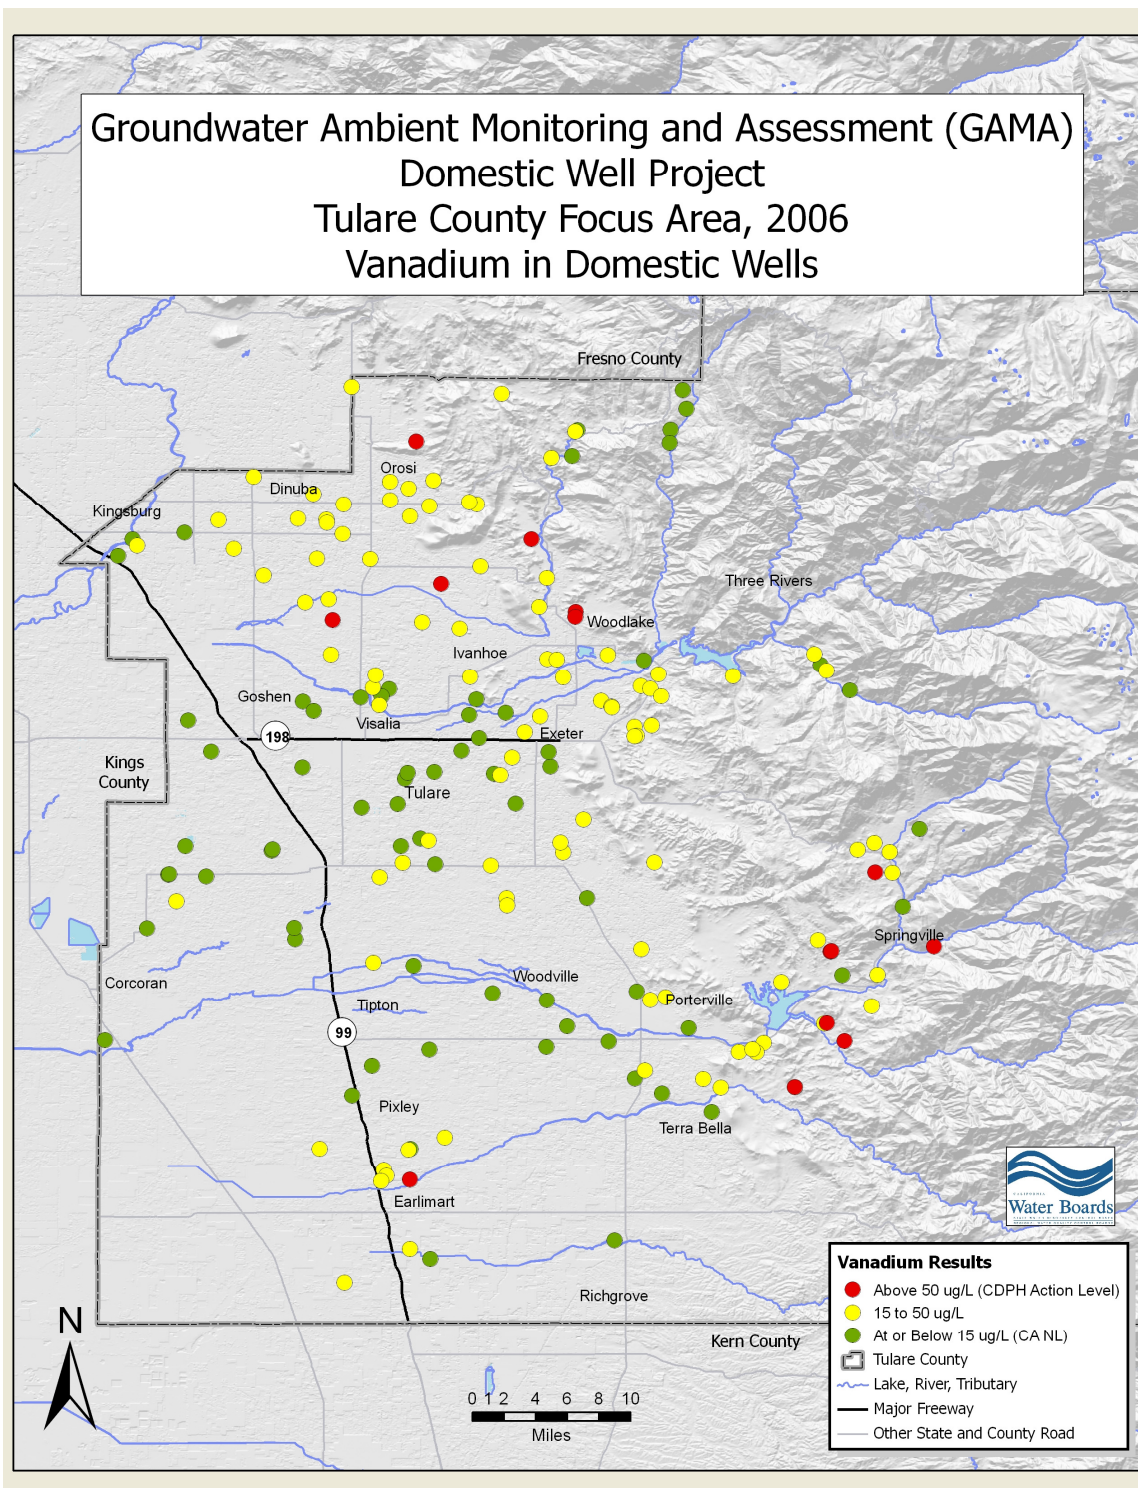 Groundwater Ambient Monitoring and Assessment (GAMA)
Domestic Well Project
Tulare County Focus Area, 2006
Vanadium in Domestic Wells
Fresno County
Orosi
Dinuba
Kingsburg
Three Rivers
Woodlake
Ivanhoe
Goshen
Visalia
198
Exeter
Kings
County
Tulare
Springville
Corcoran
Woodville
Tipton
Porterville
99
Pixley
Terra Bella
Earlimart
Richgrove
Kern County
CALIFORNIA
Water Boards
Vanadium Results
Above 50 ug/L (CDPH Action Level)
15 to 50 ug/L
At or Below 15 ug/L (CA NL)
Tulare County
Lake, River, Tributary
Major Freeway
Other State and County Road
N
0 1 2 4 6 8 10
Miles